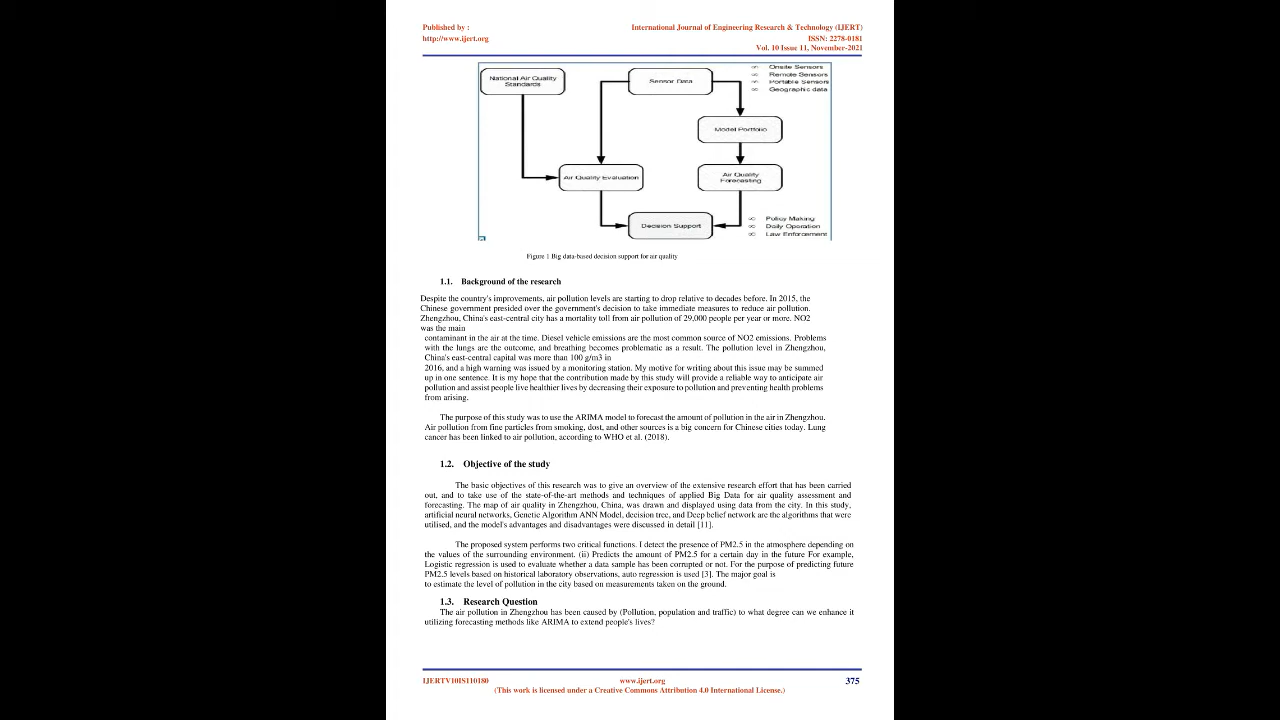 Published by :
http://www.ijert.org
International Journal of Engineering Research & Technology (IJERT)
ISSN: 2278-0181
Vol. 10 Issue 11, November-2021
National Air Quality
Standards
Sensor Data
∞ Onsite Sensors
∞ Remote Sensors
∞ Portable Sensors
∞ Geographic data
Model Portfolio
Air Quality Evaluation
Air Quality
Forecasting
Decision Support
∞ Policy Making
∞ Daily Operation
∞ Law Enforcement
Figure 1 Big data-based decision support for air quality
1.1. Background of the research
Despite the country's improvements, air pollution levels are starting to drop relative to decades before. In 2015, the
Chinese government presided over the government's decision to take immediate measures to reduce air pollution.
Zhengzhou, China's east-central city has a mortality toll from air pollution of 29,000 people per year or more. NO2
was the main
contaminant in the air at the time. Diesel vehicle emissions are the most common source of NO2 emissions. Problems
with the lungs are the outcome, and breathing becomes problematic as a result. The pollution level in Zhengzhou,
China's east-central capital was more than 100 g/m3 in
2016, and a high warning was issued by a monitoring station. My motive for writing about this issue may be summed
up in one sentence. It is my hope that the contribution made by this study will provide a reliable way to anticipate air
pollution and assist people live healthier lives by decreasing their exposure to pollution and preventing health problems
from arising.
The purpose of this study was to use the ARIMA model to forecast the amount of pollution in the air in Zhengzhou.
Air pollution from fine particles from smoking, dost, and other sources is a big concern for Chinese cities today. Lung
cancer has been linked to air pollution, according to WHO et al. (2018).
1.2. Objective of the study
The basic objectives of this research was to give an overview of the extensive research effort that has been carried
out, and to take use of the state-of-the-art methods and techniques of applied Big Data for air quality assessment and
forecasting. The map of air quality in Zhengzhou, China, was drawn and displayed using data from the city. In this study,
artificial neural networks, Genetic Algorithm ANN Model, decision tree, and Deep belief network are the algorithms that were
utilised, and the model's advantages and disadvantages were discussed in detail [11].
The proposed system performs two critical functions. I detect the presence of PM2.5 in the atmosphere depending on
the values of the surrounding environment. (ii) Predicts the amount of PM2.5 for a certain day in the future For example,
Logistic regression is used to evaluate whether a data sample has been corrupted or not. For the purpose of predicting future
PM2.5 levels based on historical laboratory observations, auto regression is used [3]. The major goal is
to estimate the level of pollution in the city based on measurements taken on the ground.
1.3. Research Question
The air pollution in Zhengzhou has been caused by (Pollution, population and traffic) to what degree can we enhance it
utilizing forecasting methods like ARIMA to extend people's lives?
IJERTV10IS110180
www.ijert.org
375
(This work is licensed under a Creative Commons Attribution 4.0 International License.)